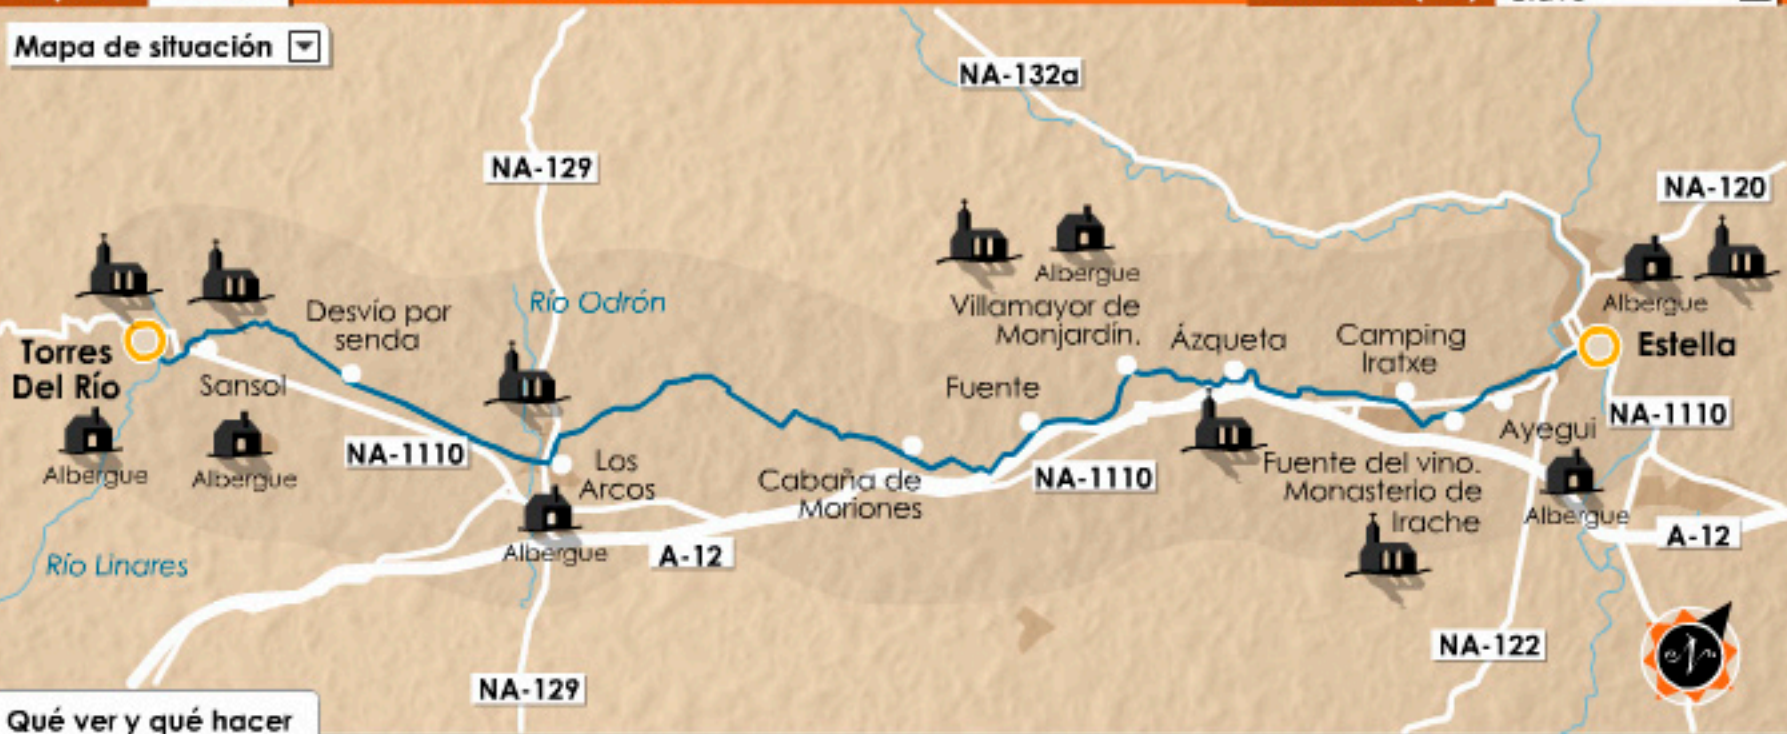 Mapa de situación
NA-132a
NA-129
NA-120
Río Odrón
Albergue
Villamayor de
Monjardín.
Albergue
Desvío por
senda
Ázqueta
Camping
Iratxe
Estella
Torres
Del Río
Sansol
Fuente
NA-1110
Ayegui
NA-1110
Los
Arcos
Albergue
Albergue
Cabaña de
Moriones
NA-1110
Fuente del vino.
Monasterio de
Irache
Albergue
Albergue
A-12
A-12
Río Linares
NA-122
NA-129
Qué ver y qué hacer